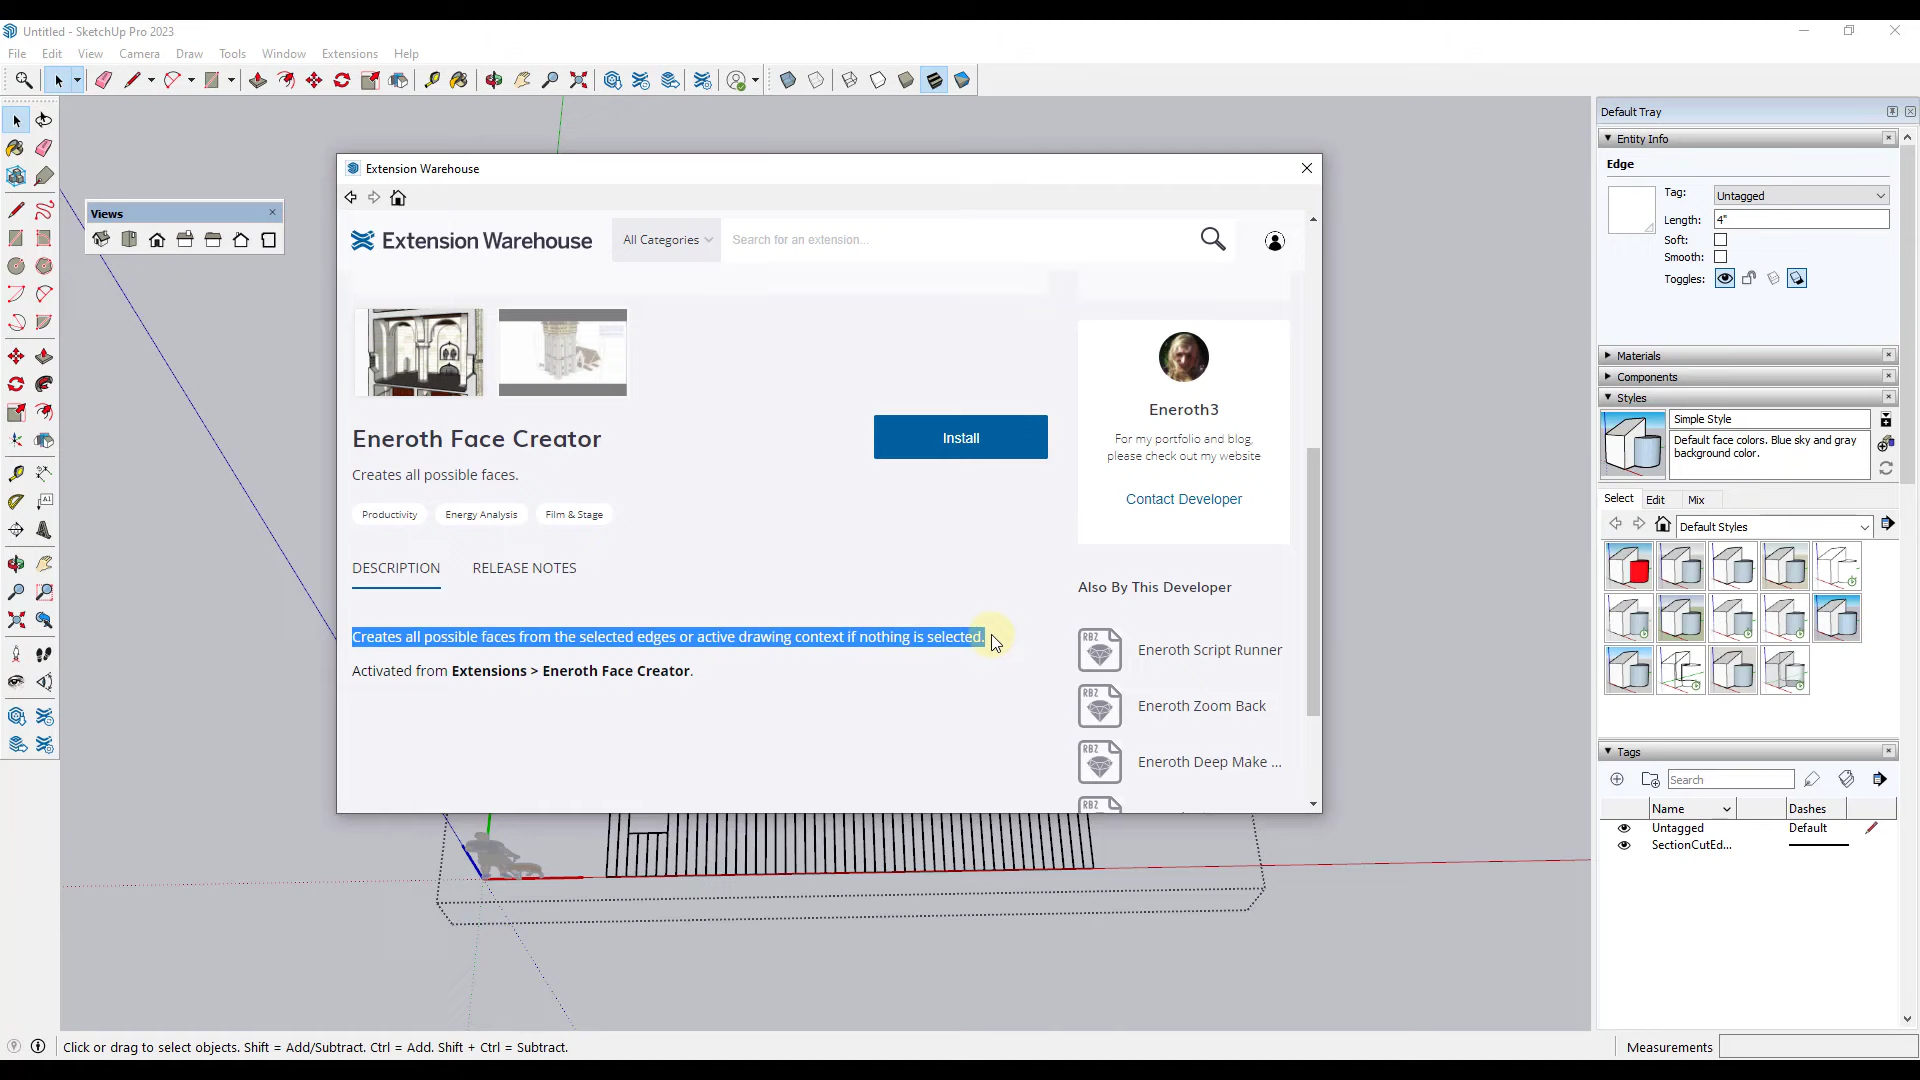 Untitled - SketchUp Pro 2023
File Edit View Camera Draw Tools Window Extensions Help
Default Tray
Entity Info
Edge
Tag: Untagged
Length: 4"
Soft:
Smooth:
Toggles:
Materials
Components
Styles
Simple Style
Default face colors. Blue sky and gray
background color.
Select Edit Mix
Default Styles
Tags
Search
Name Dashes
Untagged Default
SectionCutEd...
Views
Extension Warehouse
Extension Warehouse
All Categories
Search for an extension...
Eneroth Face Creator
Install
Creates all possible faces.
Productivity Energy Analysis Film & Stage
DESCRIPTION RELEASE NOTES
Creates all possible faces from the selected edges or active drawing context if nothing is selected.
Activated from Extensions > Eneroth Face Creator.
Eneroth3
For my portfolio and blog,
please check out my website
Contact Developer
Also By This Developer
RBZ Eneroth Script Runner
RBZ Eneroth Zoom Back
RBZ Eneroth Deep Make ...
RBZ
Click or drag to select objects. Shift = Add/Subtract. Ctrl = Add. Shift + Ctrl = Subtract.
Measurements